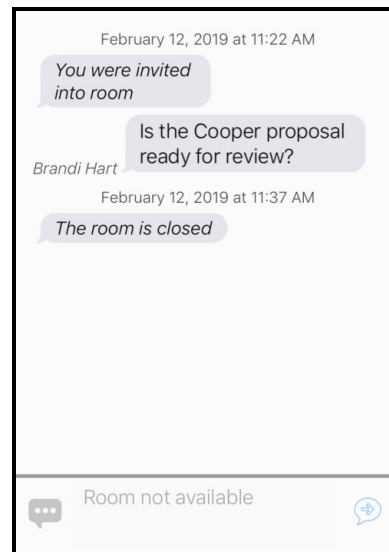 February 12, 2019 at 11:22 AM
You were invited
into room
Is the Cooper proposal
ready for review?
Brandi Hart
February 12, 2019 at 11:37 AM
The room is closed
Room not available